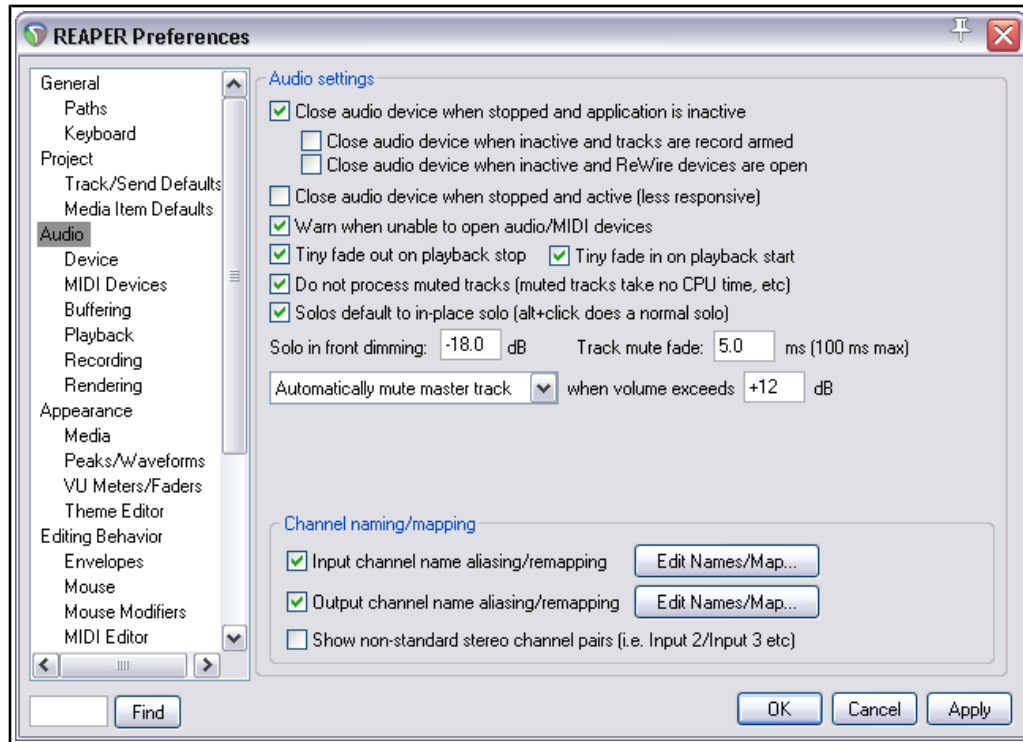 REAPER Preferences
General
Paths
Keyboard
Project
Track/Send Defaults
Media Item Defaults
Audio
Device
MIDI Devices
Buffering
Playback
Recording
Rendering
Appearance
Media
Peaks/Waveforms
VU Meters/Faders
Theme Editor
Editing Behavior
Envelopes
Mouse
Mouse Modifiers
MIDI Editor
Find
Audio settings
Close audio device when stopped and application is inactive
Close audio device when inactive and tracks are record armed
Close audio device when inactive and ReWire devices are open
Close audio device when stopped and active (less responsive)
Warn when unable to open audio/MIDI devices
Tiny fade out on playback stop Tiny fade in on playback start
Do not process muted tracks (muted tracks take no CPU time, etc)
Solos default to in-place solo (alt+click does a normal solo)
Solo in front dimming: -18.0 dB Track mute fade: 5.0 ms (100 ms max)
Automatically mute master track when volume exceeds +12 dB
Channel naming/mapping
Input channel name aliasing/remapping Edit Names/Map...
Output channel name aliasing/remapping Edit Names/Map...
Show non-standard stereo channel pairs (i.e. Input 2/Input 3 etc)
OK Cancel Apply